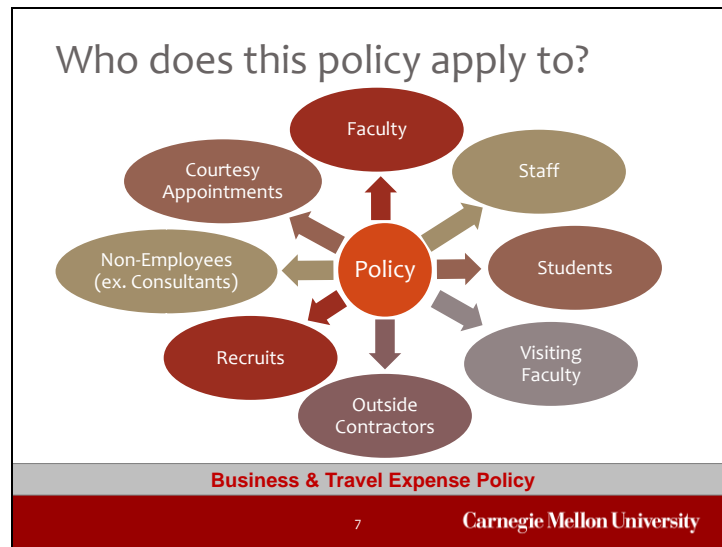 Who does this policy apply to?
Faculty
Staff
Students
Visiting
Faculty
Outside
Contractors
Recruits
Non-Employees
(ex. Consultants)
Courtesy
Appointments
Policy
Business & Travel Expense Policy
7
Carnegie Mellon University